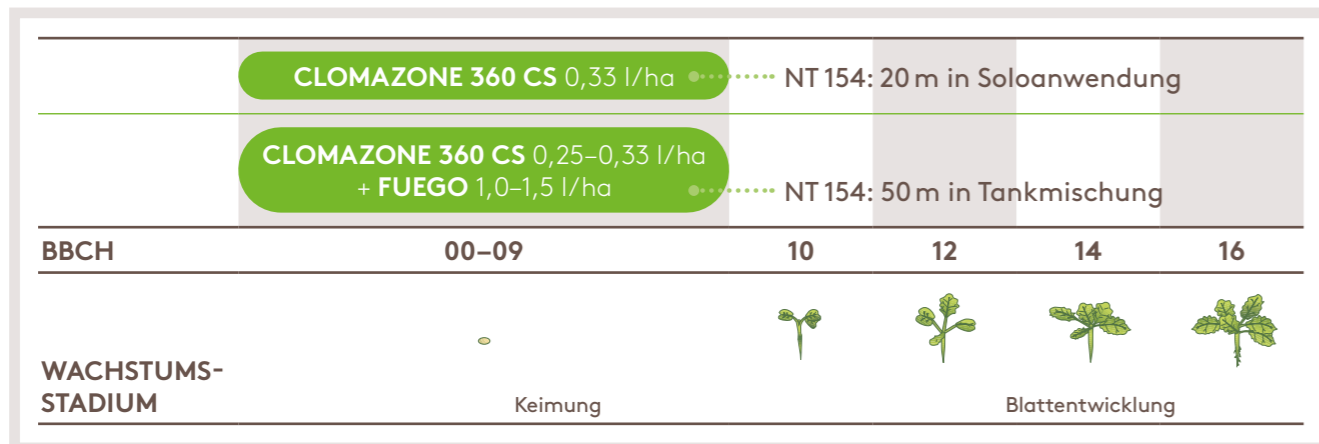 CLOMAZONE 360 CS 0,33 l/ha NT 154: 20 m in Soloanwendung
CLOMAZONE 360 CS 0,25–0,33 l/ha
+ FUEGO 1,0–1,5 l/ha NT 154: 50 m in Tankmischung
BBCH 00–09 10 12 14 16
WACHSTUMS-
STADIUM Keimung Blattentwicklung